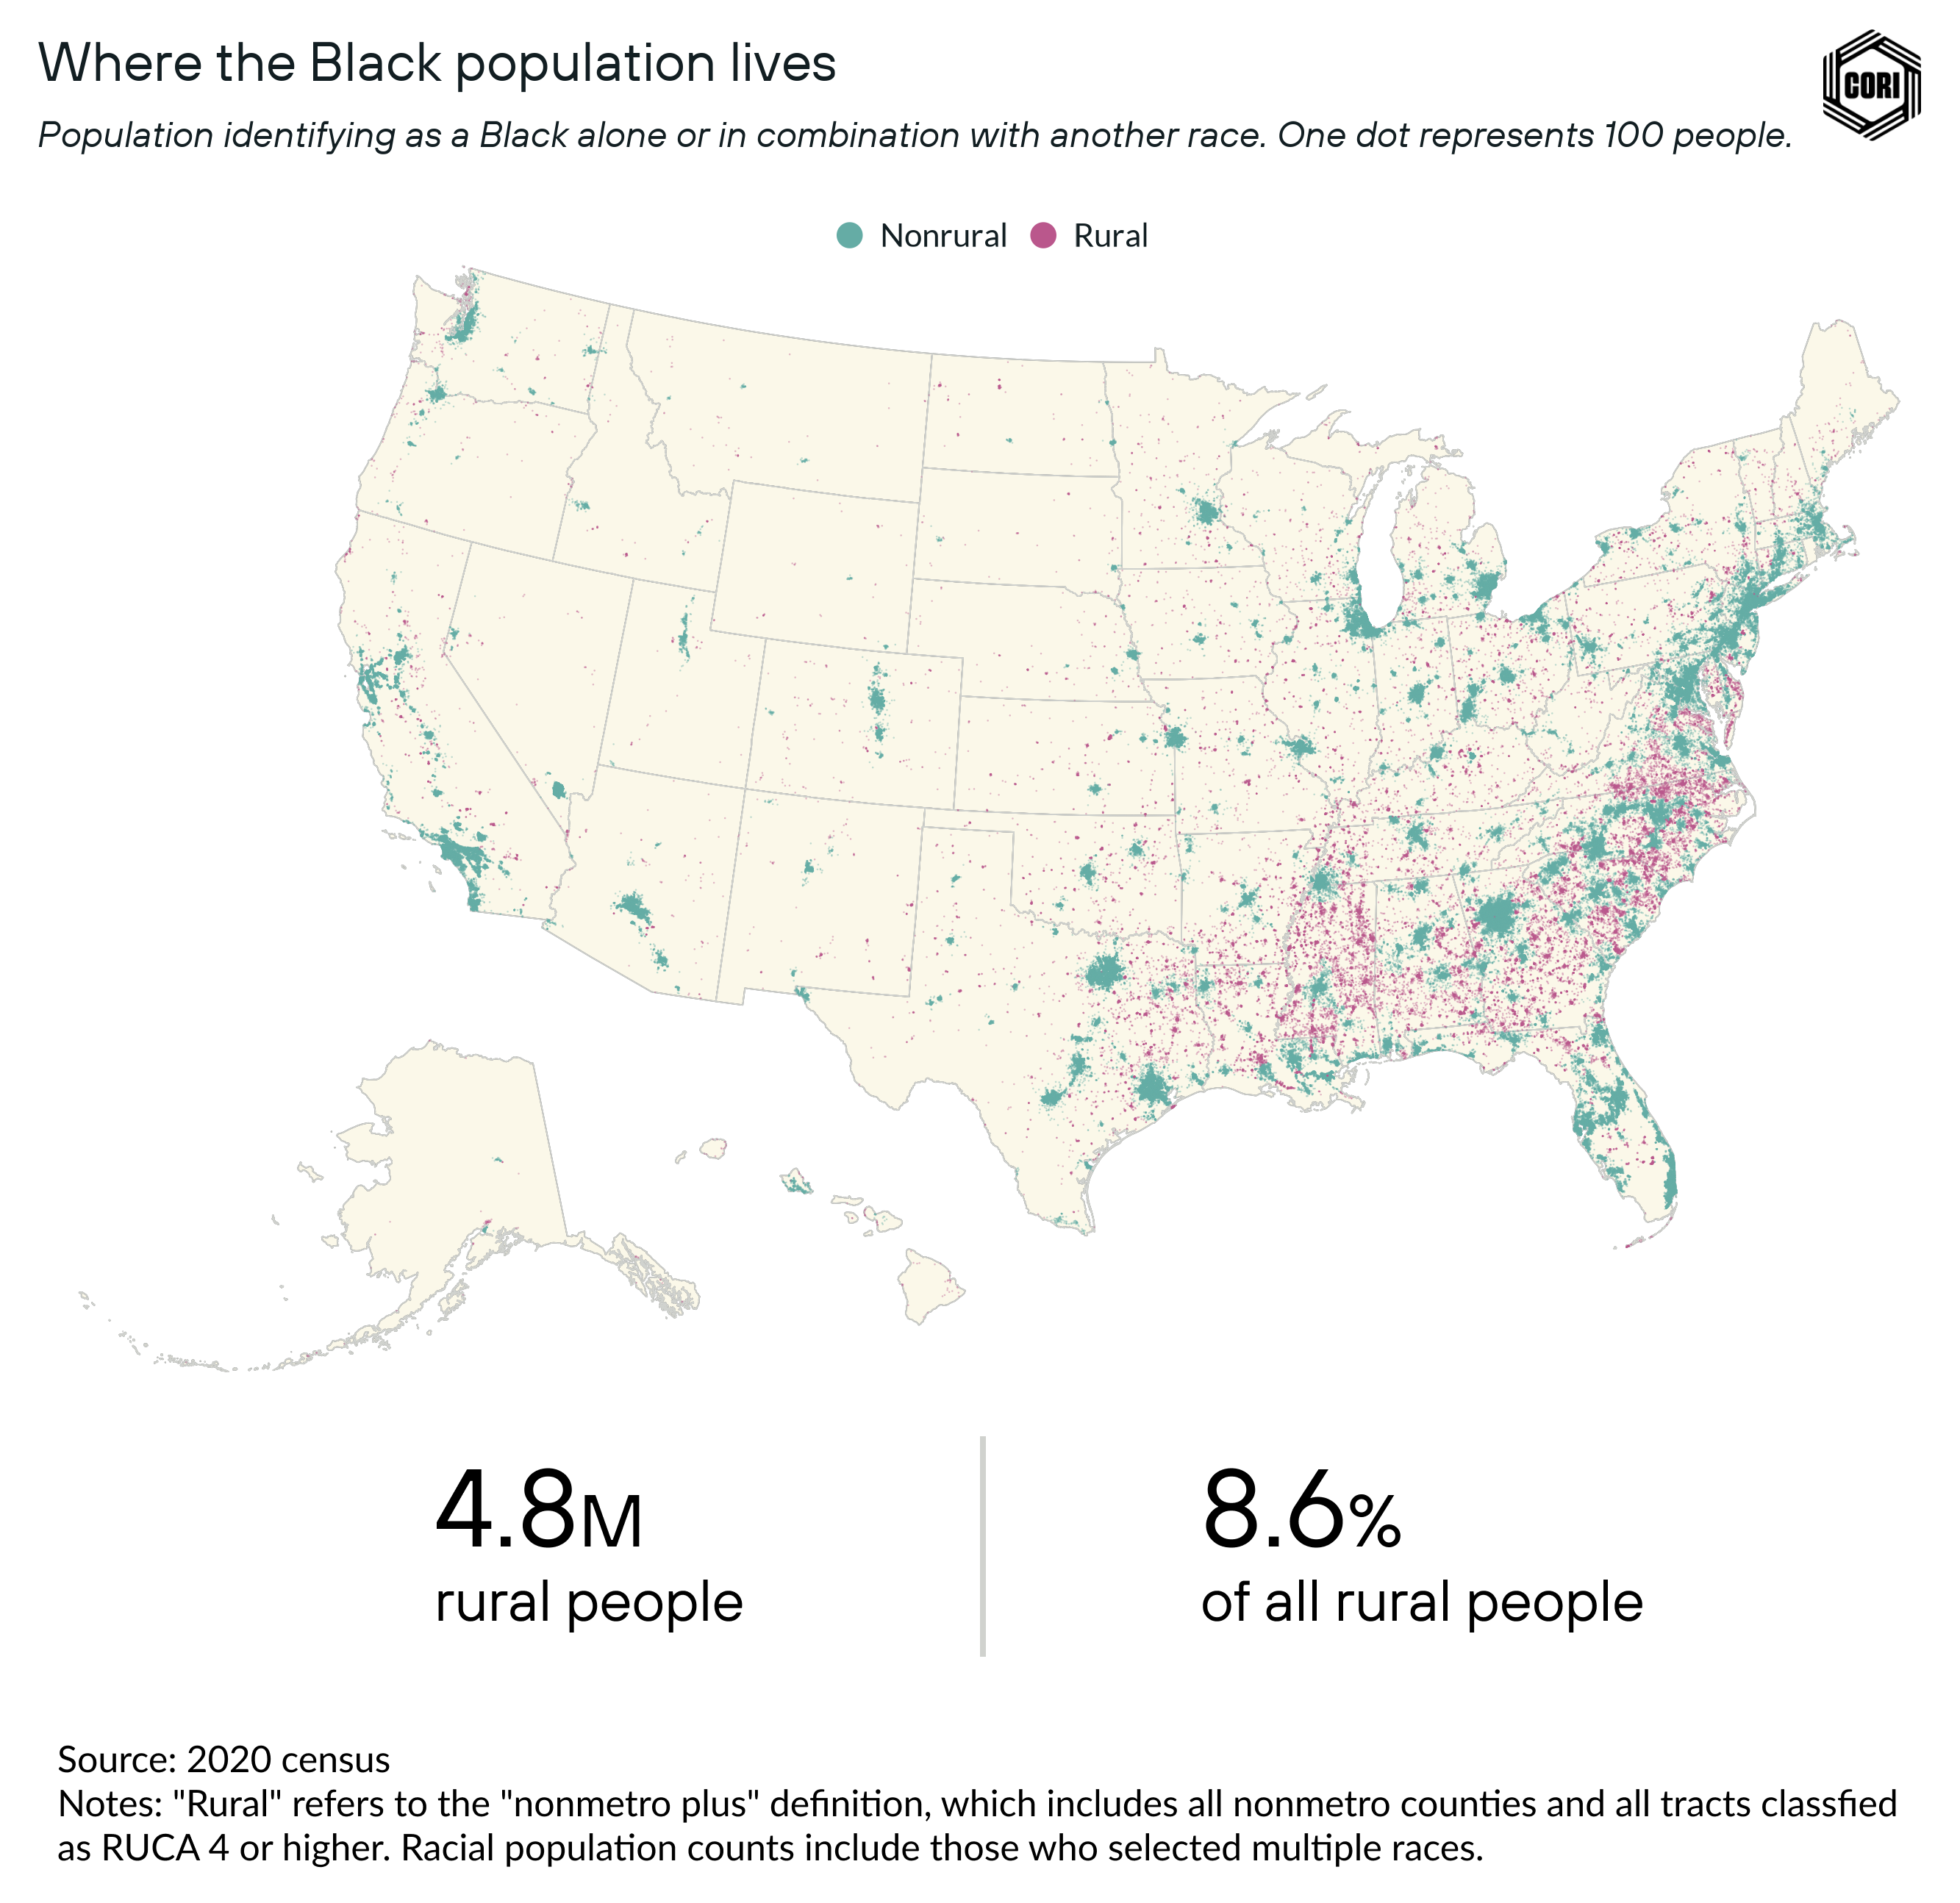 Where the Black population lives
CORI
Population identifying as a Black alone or in combination with another race. One dot represents 100 people.
Nonrural
Rural
4.8M
rural people
8.6%
of all rural people
Source: 2020 census
Notes: "Rural" refers to the "nonmetro plus" definition, which includes all nonmetro counties and all tracts classfied
as RUCA 4 or higher. Racial population counts include those who selected multiple races.